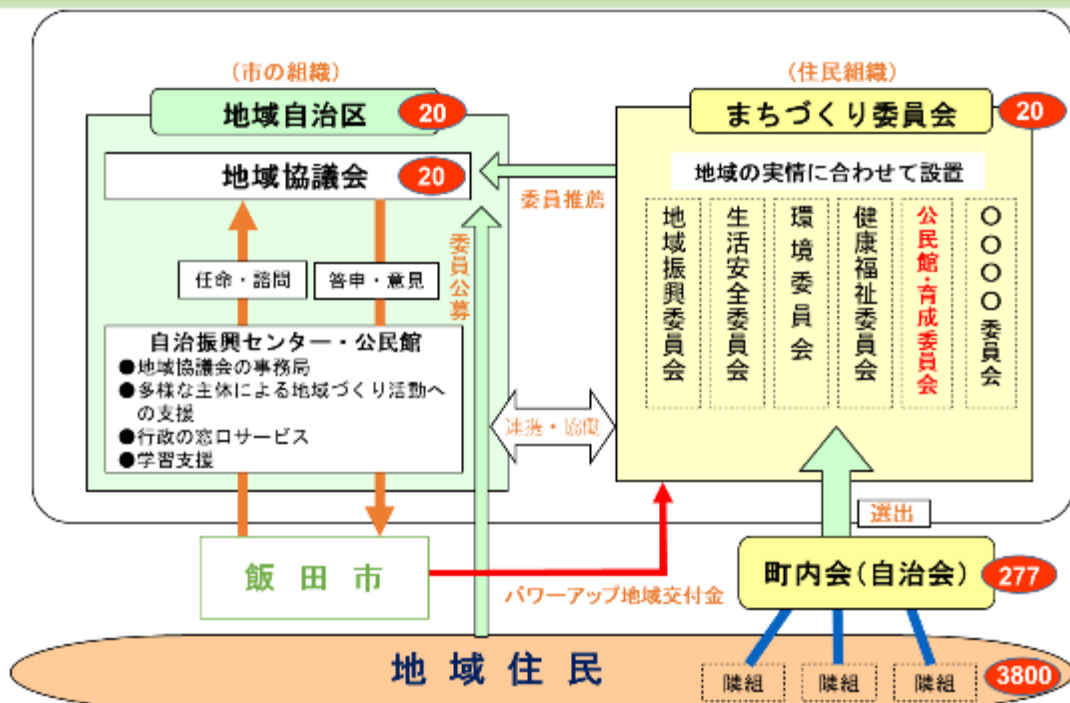 (市の組織)
地域自治区
20
地域協議会
20
任命・諮問
答申・意見
自治振興センター・公民館
●地域協議会の事務局
●多様な主体による地域づくり活動へ
の支援
●行政の窓口サービス
●学習支援
委員推薦
委員公募
連携・協働
(住民組織)
まちづくり委員会
20
地域の実情に合わせて設置
地域振興委員会
生活安全委員会
環境委員会
健康福祉委員会
公民館・育成委員会
〇〇〇〇委員会
選出
飯田市
パワーアップ地域交付金
町内会(自治会)
277
地域住民
隣組
隣組
隣組
3800